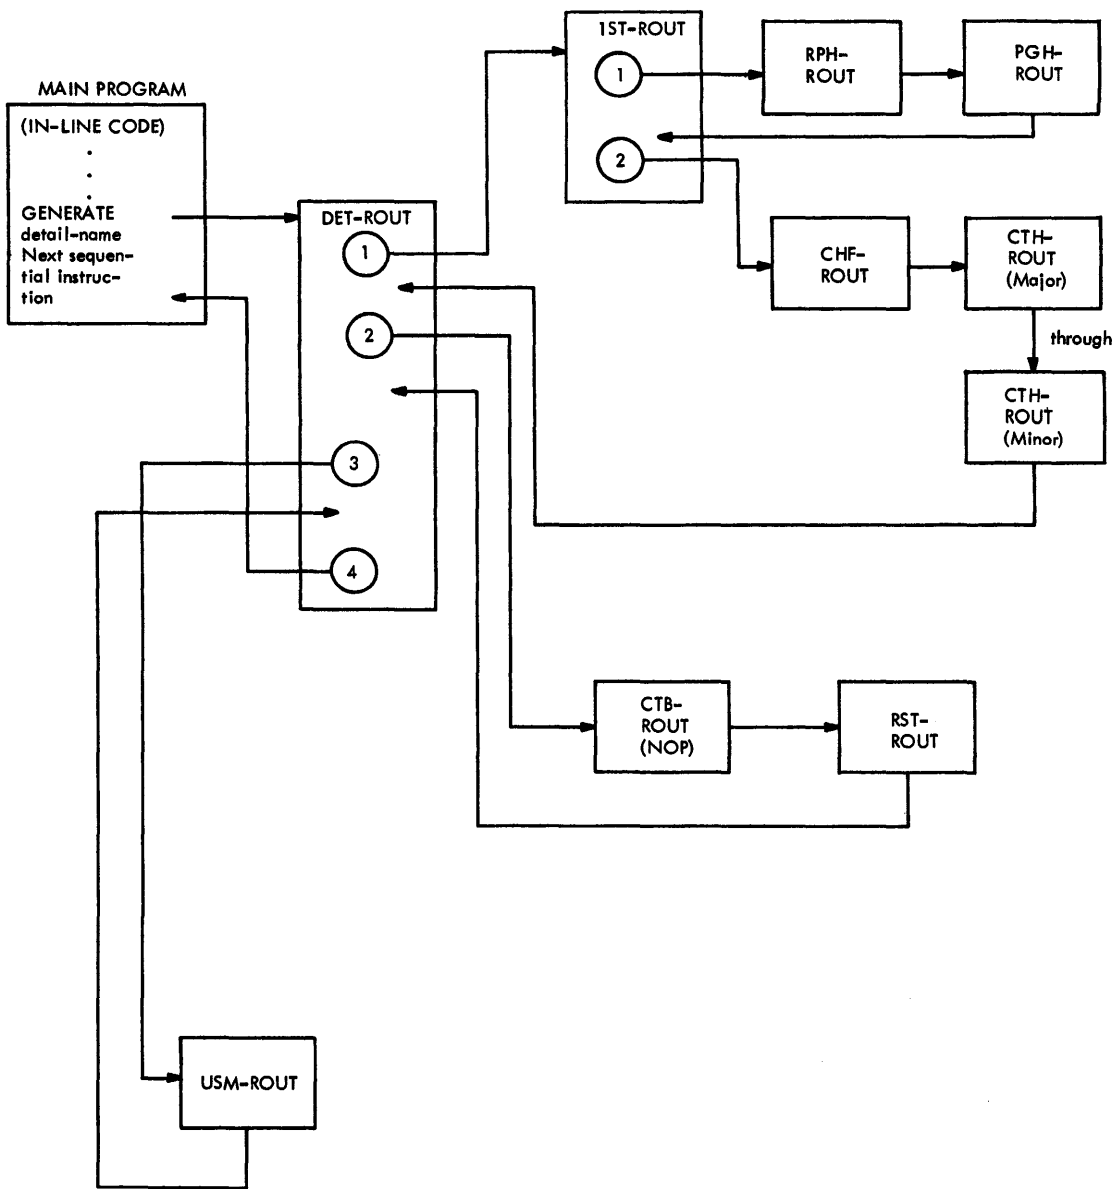 MAIN PROGRAM
(IN-LINE CODE)
.
.
.
GENERATE
detail-name
Next sequen-
tial instruc-
tion
DET-ROUT
1
2
3
4
1ST-ROUT
1
2
RPH-
ROUT
PGH-
ROUT
CHF-
ROUT
CTH-
ROUT
(Major)
through
CTH-
ROUT
(Minor)
CTB-
ROUT
(NOP)
RST-
ROUT
USM-ROUT